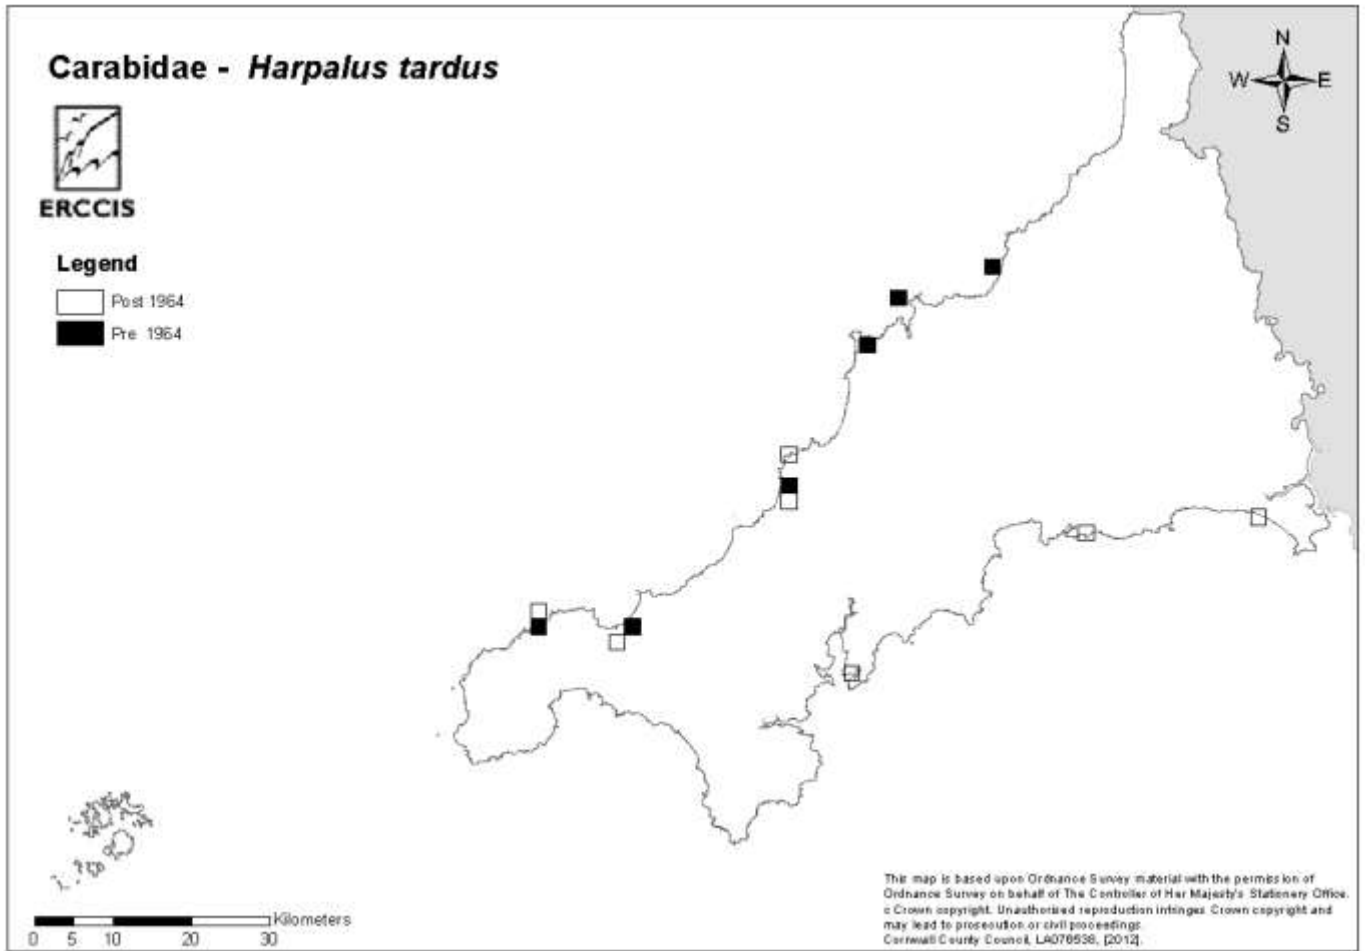 Carabidae - Harpalus tardus
N
W E
S
ERCCIS
Legend
Post 1964
Pre 1964
Kilometers
0 5 10 20 30
This map is based upon Ordnance Survey material with the permission of
Ordnance Survey on behalf of The Controller of Her Majesty's Stationery Office.
c Crown copyright. Unauthorised reproduction infringes Crown copyright and
may lead to prosecution or civil proceedings.
Cornwall County Council, LA076538, [2012].